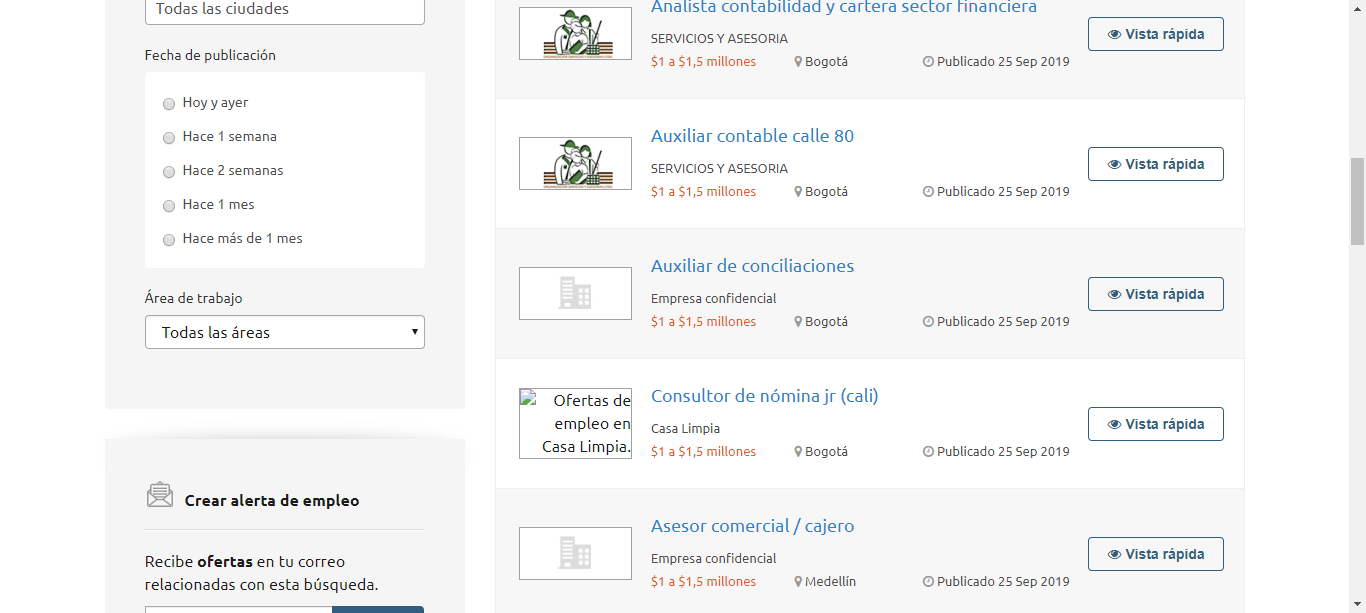 Todas las ciudades
Fecha de publicación
Hoy y ayer
Hace 1 semana
Hace 2 semanas
Hace 1 mes
Hace más de 1 mes
Área de trabajo
Todas las áreas
Crear alerta de empleo
Recibe ofertas en tu correo
relacionadas con esta búsqueda.
Analista contabilidad y cartera sector financiera
SERVICIOS Y ASESORIA
$1 a $1,5 millones Bogotá Publicado 25 Sep 2019
Vista rápida
Auxiliar contable calle 80
SERVICIOS Y ASESORIA
$1 a $1,5 millones Bogotá Publicado 25 Sep 2019
Vista rápida
Auxiliar de conciliaciones
Empresa confidencial
$1 a $1,5 millones Bogotá Publicado 25 Sep 2019
Vista rápida
Ofertas de
empleo en
Casa Limpia.
Consultor de nómina jr (cali)
Casa Limpia
$1 a $1,5 millones Bogotá Publicado 25 Sep 2019
Vista rápida
Asesor comercial / cajero
Empresa confidencial
$1 a $1,5 millones Medellín Publicado 25 Sep 2019
Vista rápida